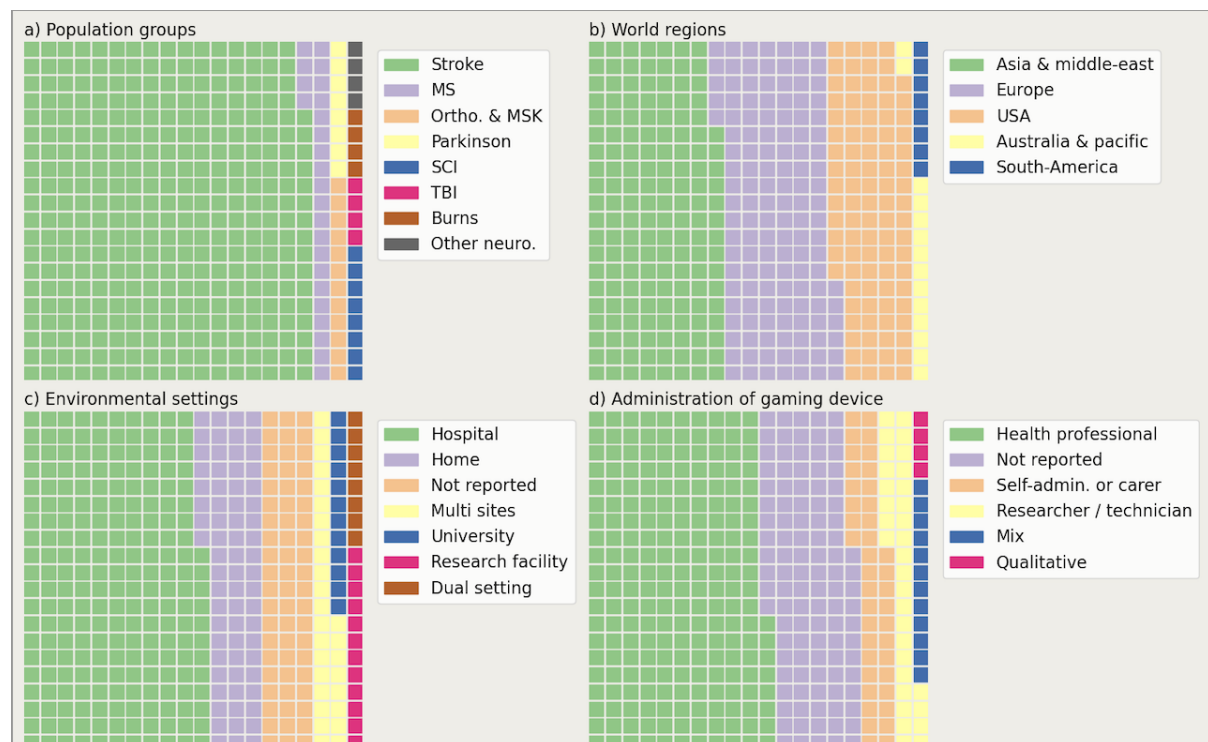 a) Population groups
Stroke
MS
Ortho. & MSK
Parkinson
SCI
TBI
Burns
Other neuro.
b) World regions
Asia & middle-east
Europe
USA
Australia & pacific
South-America
c) Environmental settings
Hospital
Home
Not reported
Multi sites
University
Research facility
Dual setting
d) Administration of gaming device
Health professional
Not reported
Self-admin. or carer
Researcher / technician
Mix
Qualitative